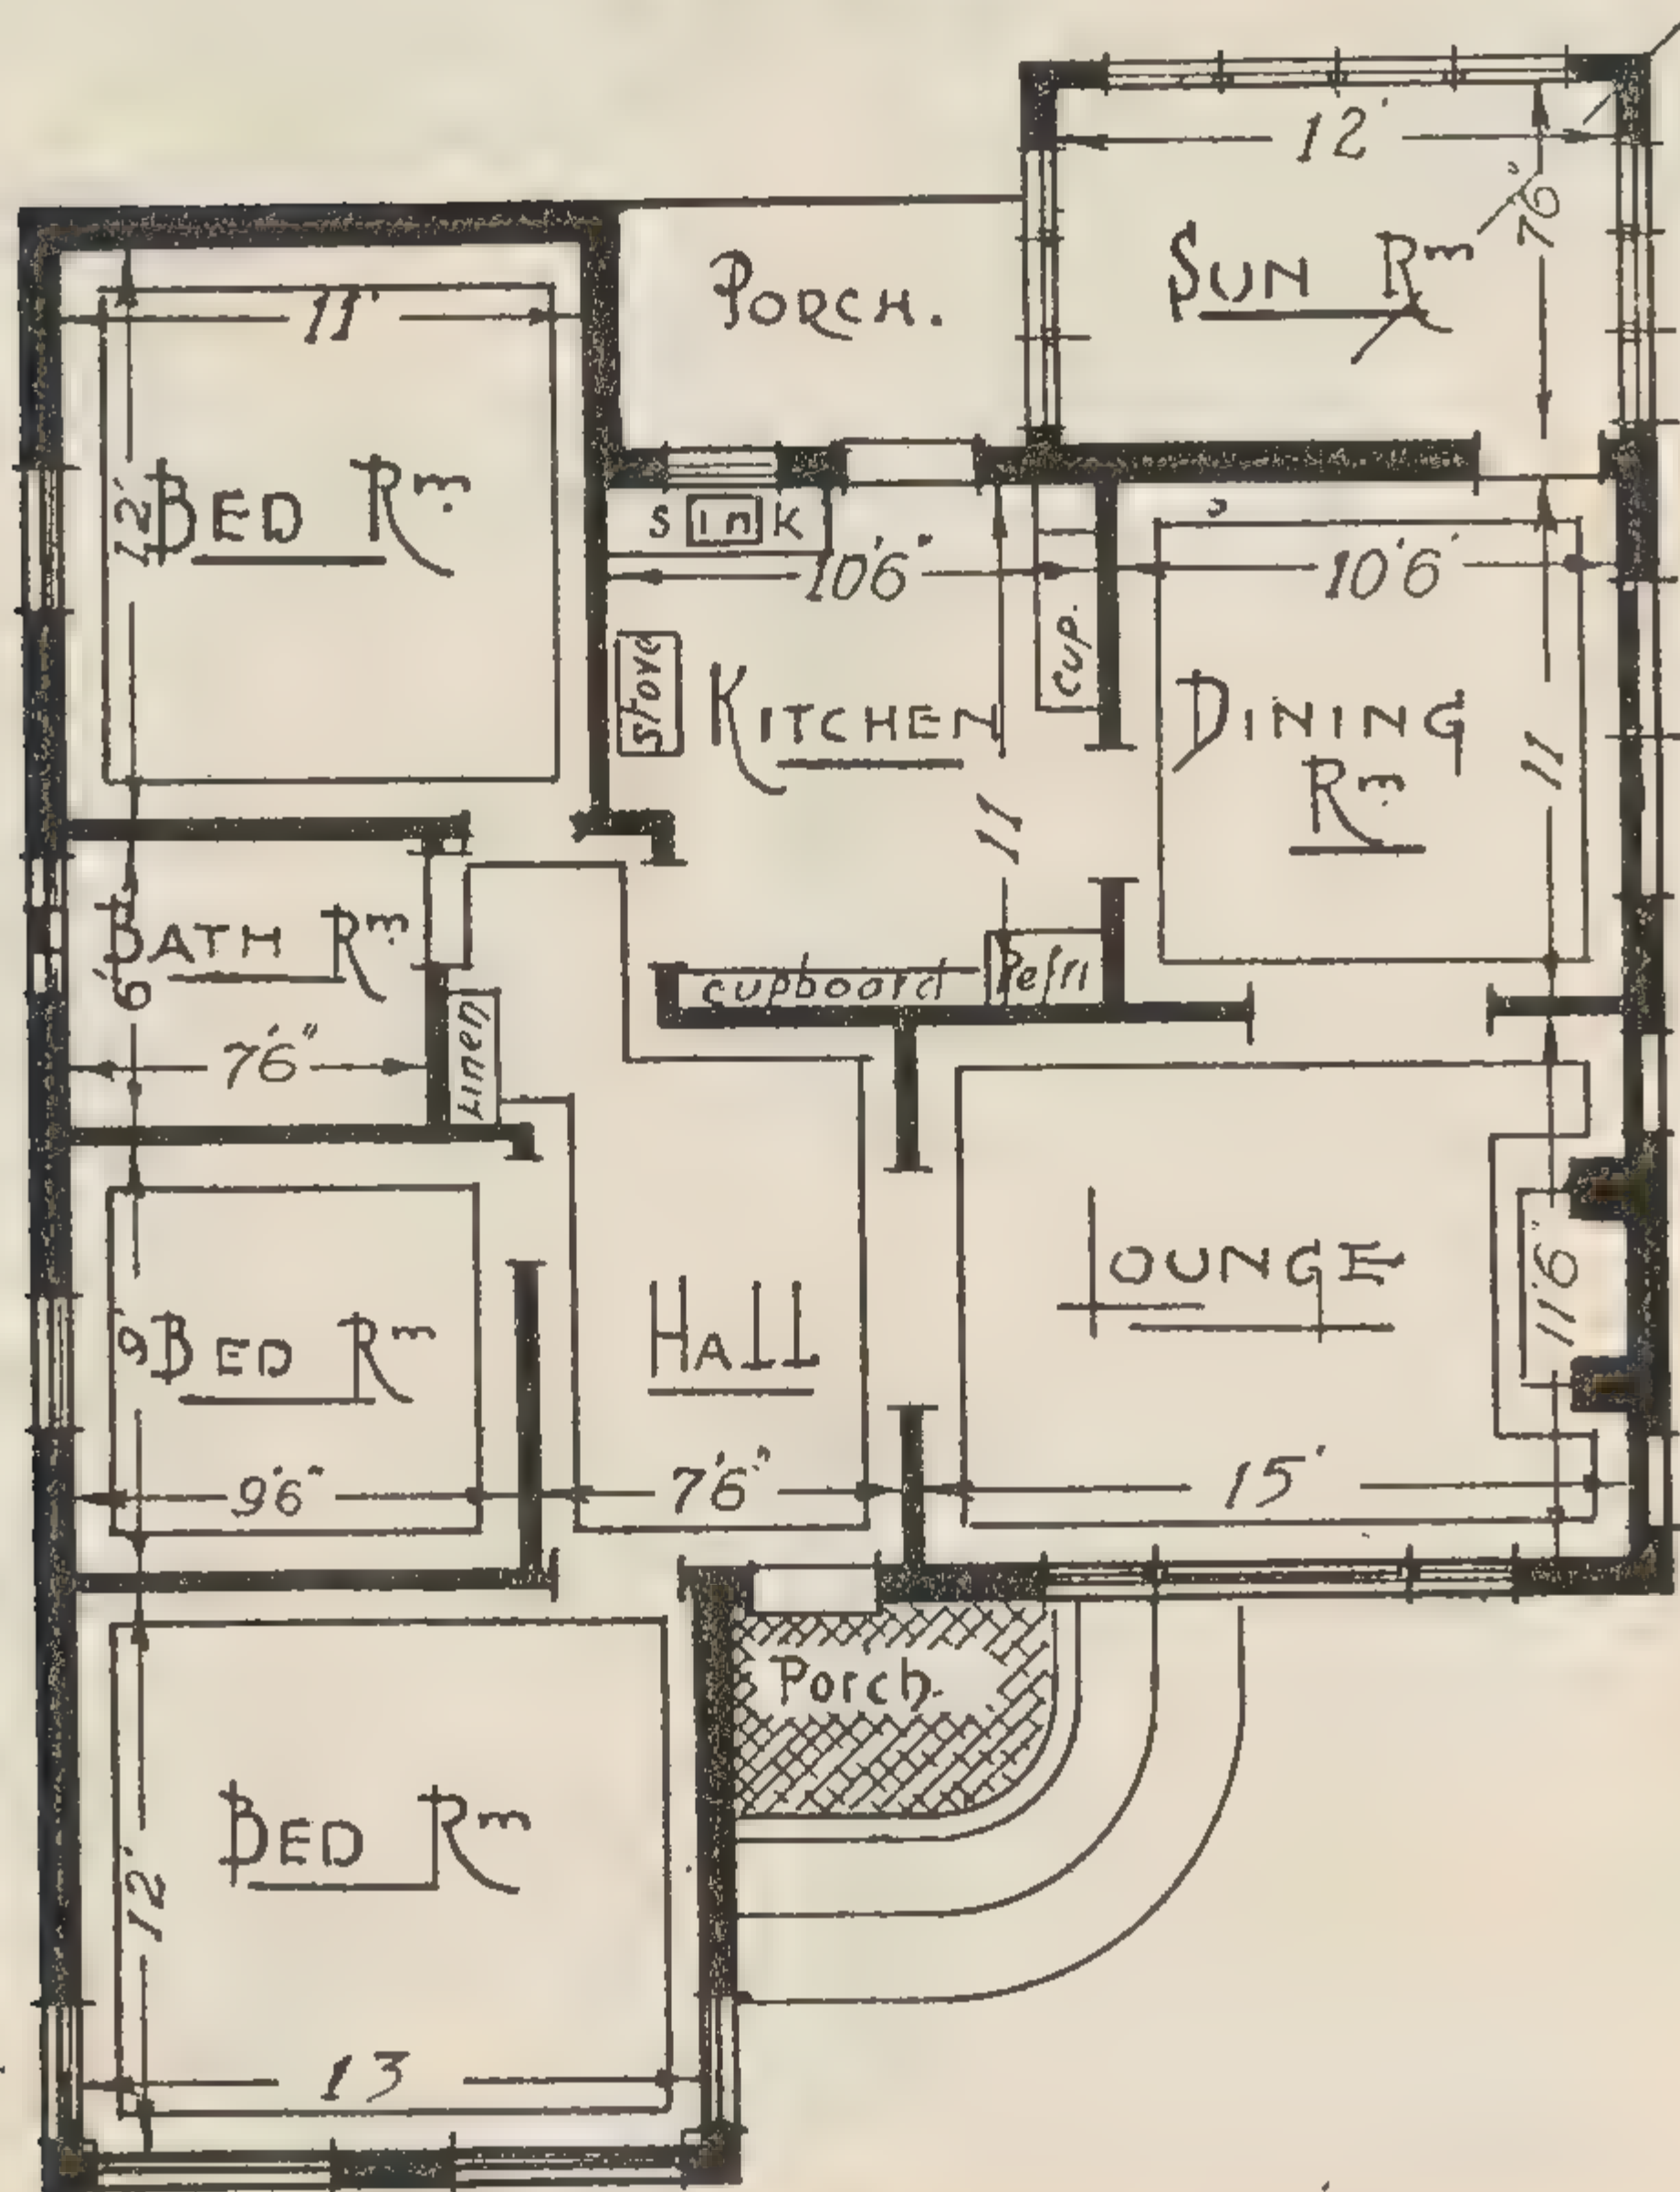 12'
7'6"
SUN Rm
PORCH.
11'
12'
BED Rm
sink
10'6"
10'6"
stove
cup.
KITCHEN
11
DINING
Rm
11
BATH Rm
6'
7'6"
LINEN
cupboard
Refri
LOUNGE
11'6"
9'
BED Rm
HALL
9'6"
7'6"
15'
Porch.
BED Rm
12'
13